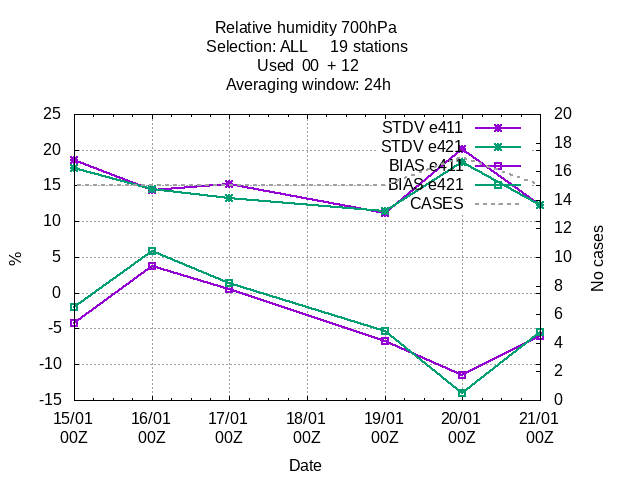 Relative humidity 700hPa
Selection: ALL     19 stations
Used  00  + 12
Averaging window: 24h
25
20
15
10
5
0
-5
-10
-15
%
20
18
16
14
12
10
8
6
4
2
0
No cases
STDV e411
STDV e421
BIAS e411
BIAS e421
CASES
15/01 16/01 17/01 18/01 19/01 20/01 21/01
00Z 00Z 00Z 00Z 00Z 00Z 00Z
Date